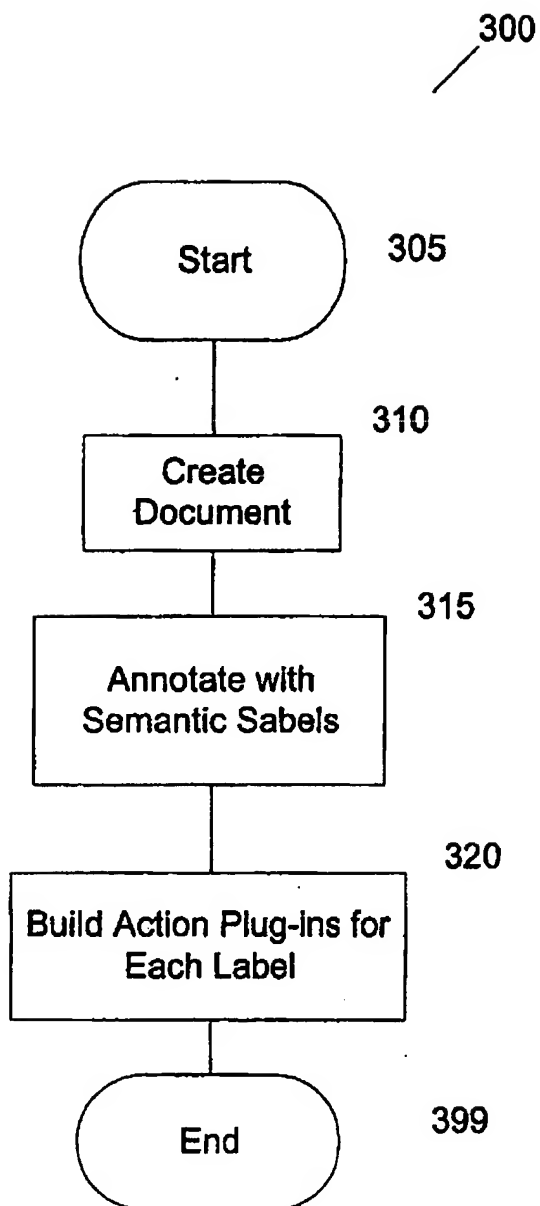 300
Start
305
310
Create
Document
315
Annotate with
Semantic Sabels
320
Build Action Plug-ins for
Each Label
End
399